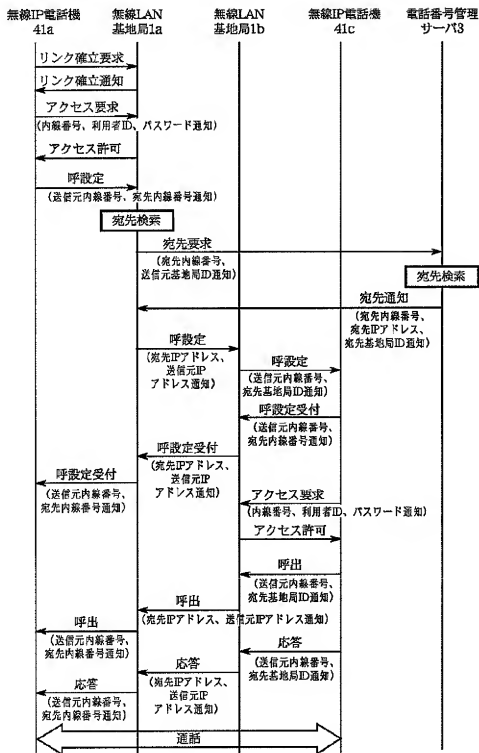 無線IP電話機
41a
無線LAN
基地局1a
無線LAN
基地局1b
無線IP電話機
41c
電話番号管理
サーバ3
リンク確立要求
リンク確立通知
アクセス要求
(内線番号、利用者ID、パスワード通知)
アクセス許可
呼設定
(送信元内線番号、宛先内線番号通知)
宛先検索
宛先要求
(宛先内線番号、
送信元基地局ID通知)
宛先検索
宛先通知
(宛先内線番号、
宛先IPアドレス、
宛先基地局ID通知)
呼設定
(宛先IPアドレス、
送信元IP
アドレス通知)
呼設定
(送信元内線番号、
宛先基地局ID通知)
呼設定受付
(送信元内線番号、
宛先内線番号通知)
呼設定受付
(宛先IPアドレス、
送信元IP
アドレス通知)
呼設定受付
(送信元内線番号、
宛先内線番号通知)
アクセス要求
(内線番号、利用者ID、パスワード通知)
アクセス許可
呼出
(送信元内線番号、
宛先基地局ID通知)
呼出
(宛先IPアドレス、送信元IPアドレス通知)
呼出
(送信元内線番号、
宛先内線番号通知)
応答
(送信元内線番号、
宛先基地局ID通知)
応答
(宛先IPアドレス、
送信元IP
アドレス通知)
応答
(送信元内線番号、
宛先内線番号通知)
通話